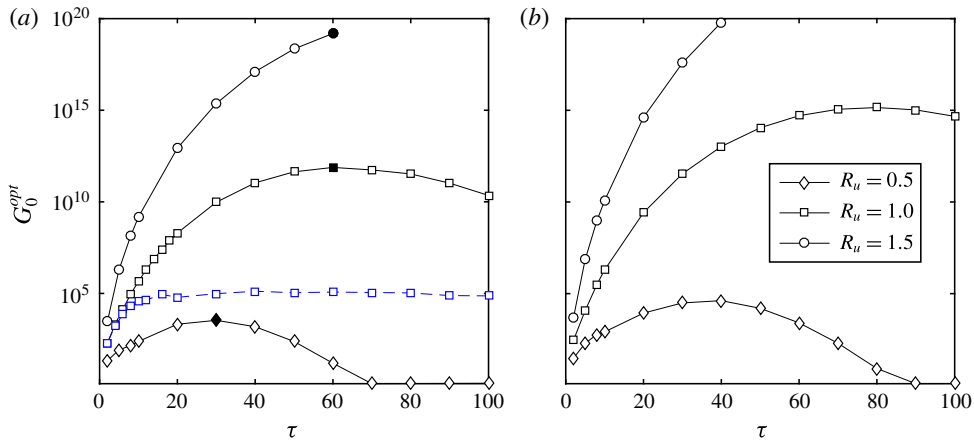 (a)
(b)
10^20
10^15
10^10
10^5
G_0^opt
0 20 40 60 80 100
0 20 40 60 80 100
τ
τ
R_u = 0.5
R_u = 1.0
R_u = 1.5